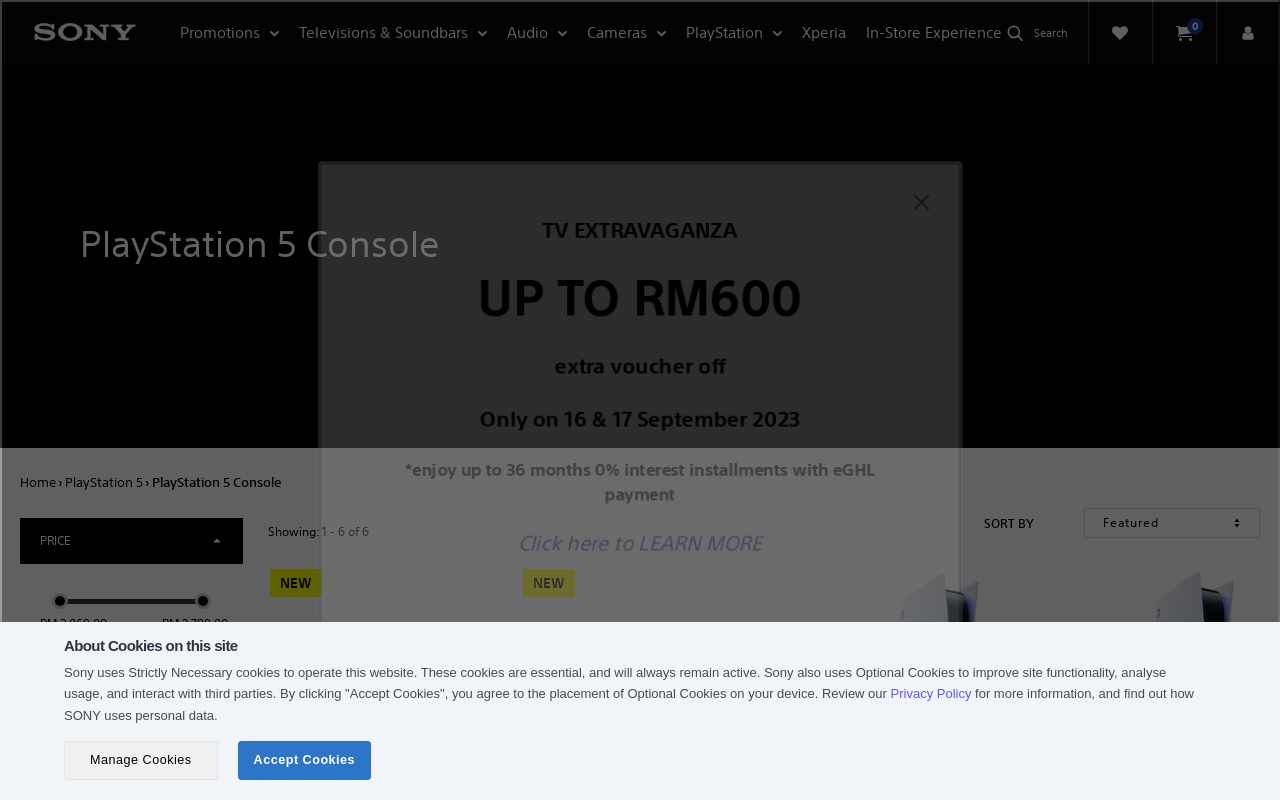 SONY
Promotions
Televisions & Soundbars
Audio
Cameras
PlayStation
Xperia
In-Store Experience
Search
0
PlayStation 5 Console
TV EXTRAVAGANZA
UP TO RM600
extra voucher off
Only on 16 & 17 September 2023
*enjoy up to 36 months 0% interest installments with eGHL
payment
Click here to LEARN MORE
Home › PlayStation 5 › PlayStation 5 Console
PRICE
Showing: 1 - 6 of 6
SORT BY
Featured
NEW
NEW
About Cookies on this site
Sony uses Strictly Necessary cookies to operate this website. These cookies are essential, and will always remain active. Sony also uses Optional Cookies to improve site functionality, analyse
usage, and interact with third parties. By clicking "Accept Cookies", you agree to the placement of Optional Cookies on your device. Review our Privacy Policy for more information, and find out how
SONY uses personal data.
Manage Cookies
Accept Cookies